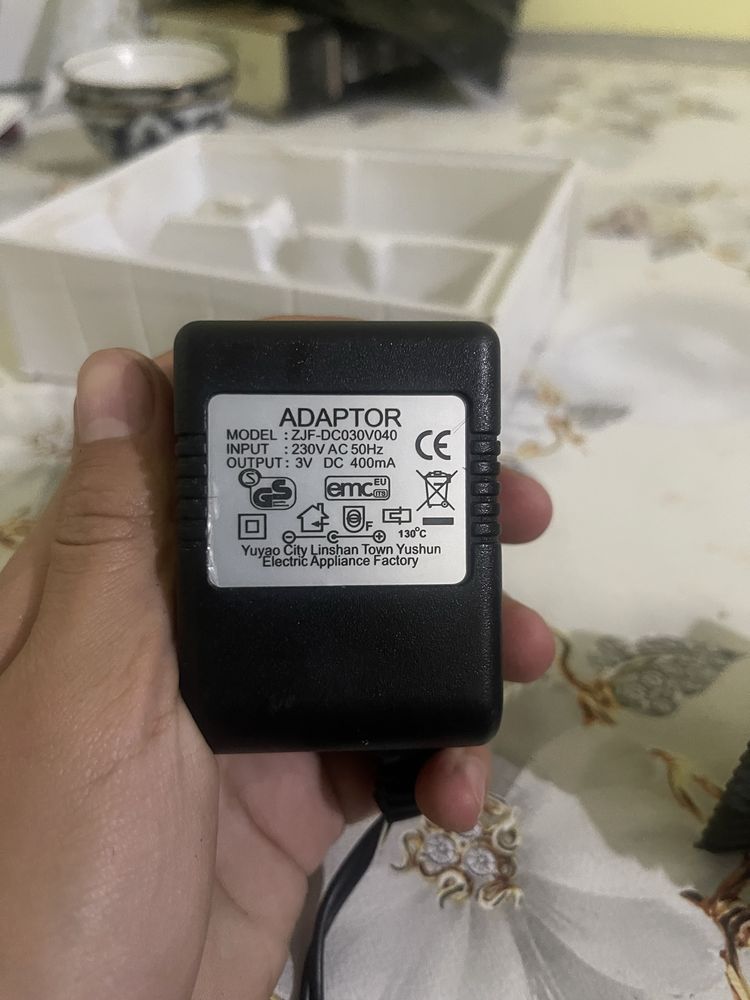 ADAPTOR
MODEL : ZJF-DC030V040
INPUT : 230V AC 50Hz
OUTPUT : 3V DC 400mA
CE
S GS
emc EU ITS
F
130°C
Yuyao City Linshan Town Yushun
Electric Appliance Factory